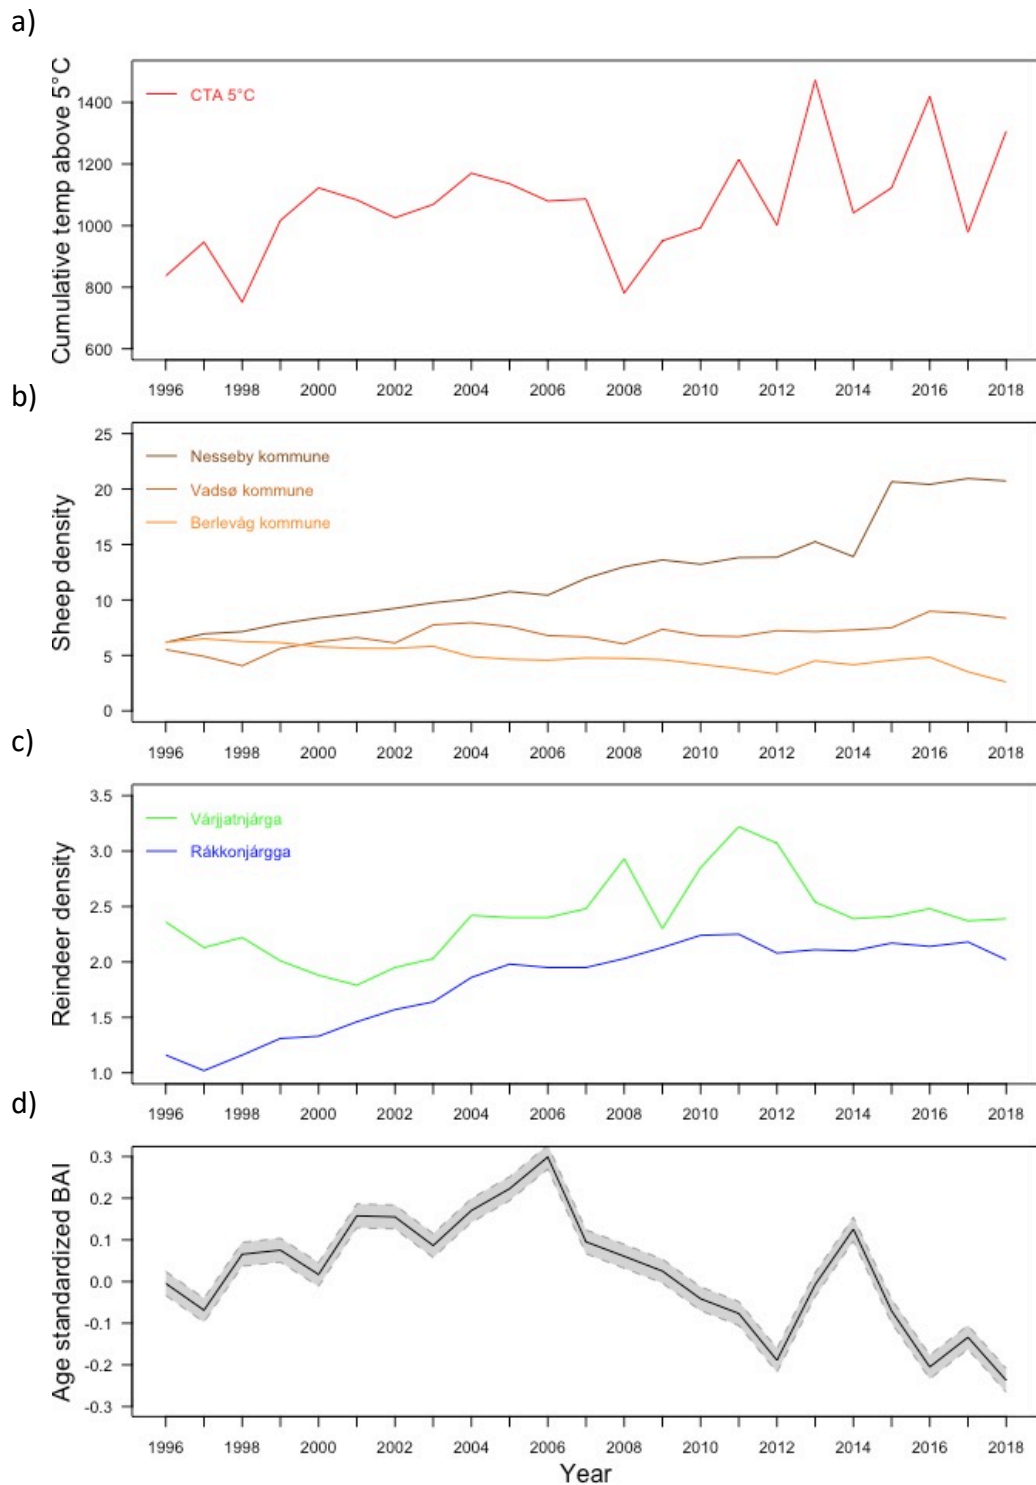 a)
Cumulative temp above 5°C
1400
1200
1000
800
600
CTA 5°C
1996 1998 2000 2002 2004 2006 2008 2010 2012 2014 2016 2018
b)
Sheep density
25
20
15
10
5
0
Nesseby kommune
Vadsø kommune
Berlevåg kommune
1996 1998 2000 2002 2004 2006 2008 2010 2012 2014 2016 2018
c)
Reindeer density
3.5
3.0
2.5
2.0
1.5
1.0
Várjjatnjárga
Rákkonjárgga
1996 1998 2000 2002 2004 2006 2008 2010 2012 2014 2016 2018
d)
Age standardized BAI
0.3
0.2
0.1
0.0
-0.1
-0.2
-0.3
1996 1998 2000 2002 2004 2006 2008 2010 2012 2014 2016 2018
Year